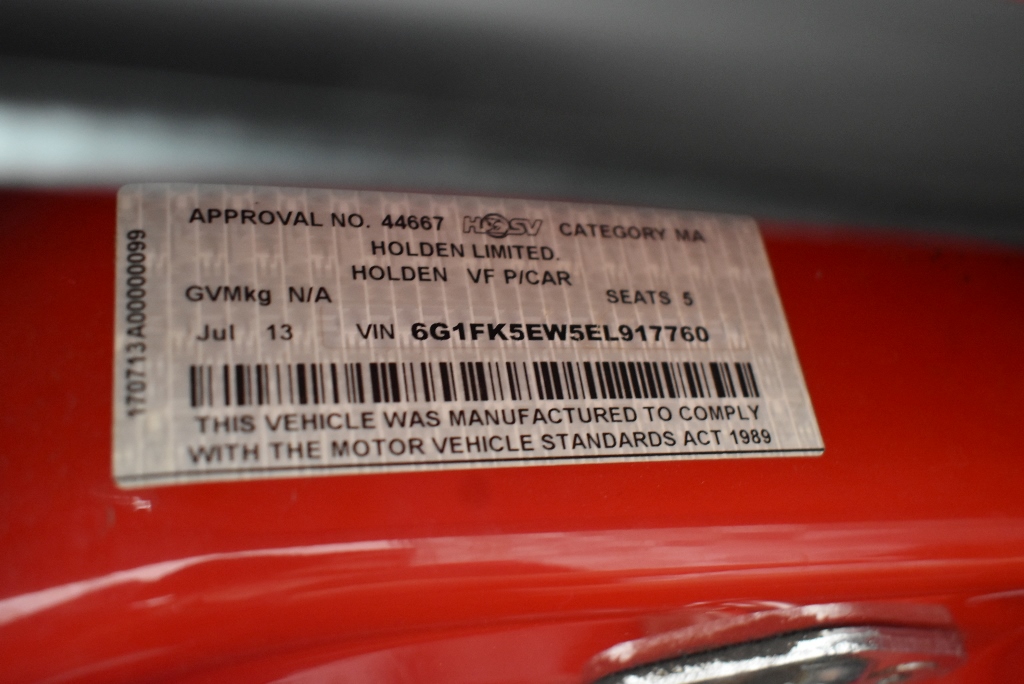 APPROVAL NO. 44667 HSV CATEGORY MA
HOLDEN LIMITED.
HOLDEN VF P/CAR
GVMkg N/A SEATS 5
Jul 13 VIN 6G1FK5EW5EL917760
THIS VEHICLE WAS MANUFACTURED TO COMPLY
WITH THE MOTOR VEHICLE STANDARDS ACT 1989
170713A00000099